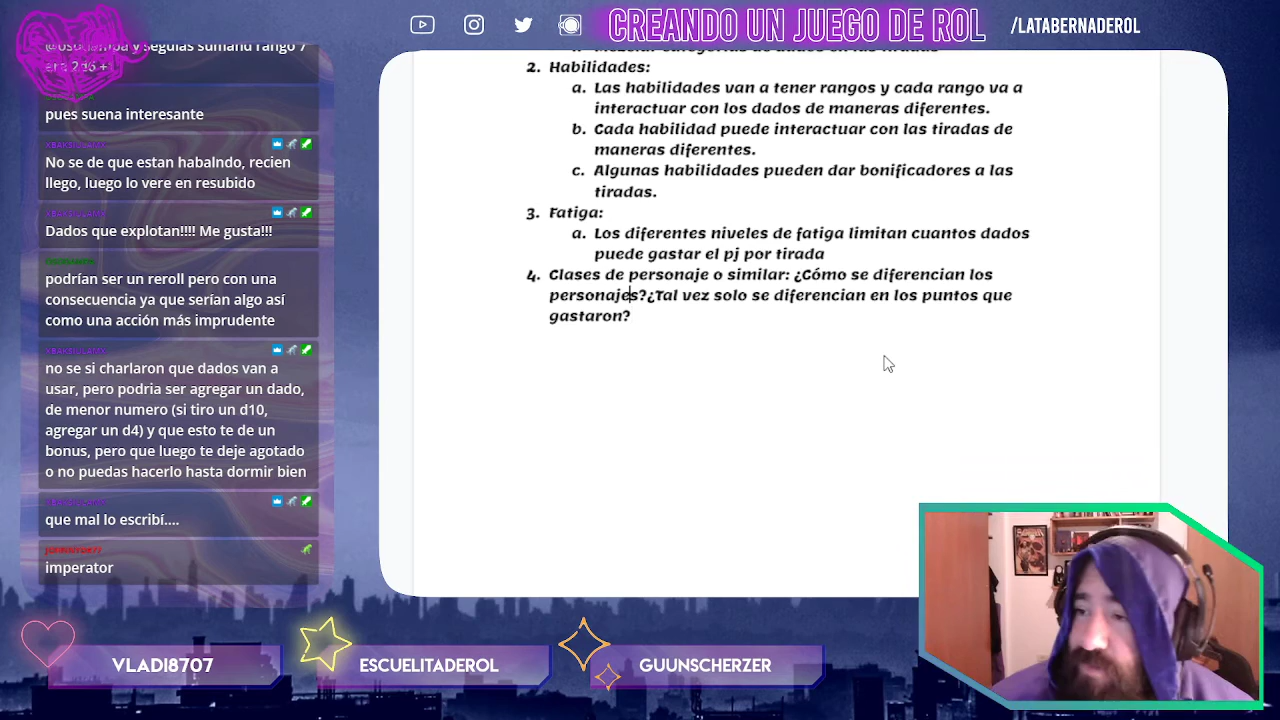 CREANDO UN JUEGO DE ROL
/LATABERNADEROL
pues suena interesante
No se de que estan habalndo, recien
llego, luego lo vere en resubido
Dados que explotan!!!! Me gusta!!!
podrían ser un reroll pero con una
consecuencia ya que serían algo así
como una acción más imprudente
no se si charlaron que dados van a
usar, pero podria ser agregar un dado,
de menor numero (si tiro un d10,
agregar un d4) y que esto te de un
bonus, pero que luego te deje agotado
o no puedas hacerlo hasta dormir bien
que mal lo escribí....
imperator
2. Habilidades:
a. Las habilidades van a tener rangos y cada rango va a
interactuar con los dados de maneras diferentes.
b. Cada habilidad puede interactuar con las tiradas de
maneras diferentes.
c. Algunas habilidades pueden dar bonificadores a las
tiradas.
3. Fatiga:
a. Los diferentes niveles de fatiga limitan cuantos dados
puede gastar el pj por tirada
4. Clases de personaje o similar: ¿Cómo se diferencian los
personajes?¿Tal vez solo se diferencian en los puntos que
gastaron?
VLADI8707
ESCUELITADEROL
GUUNSCHERZER